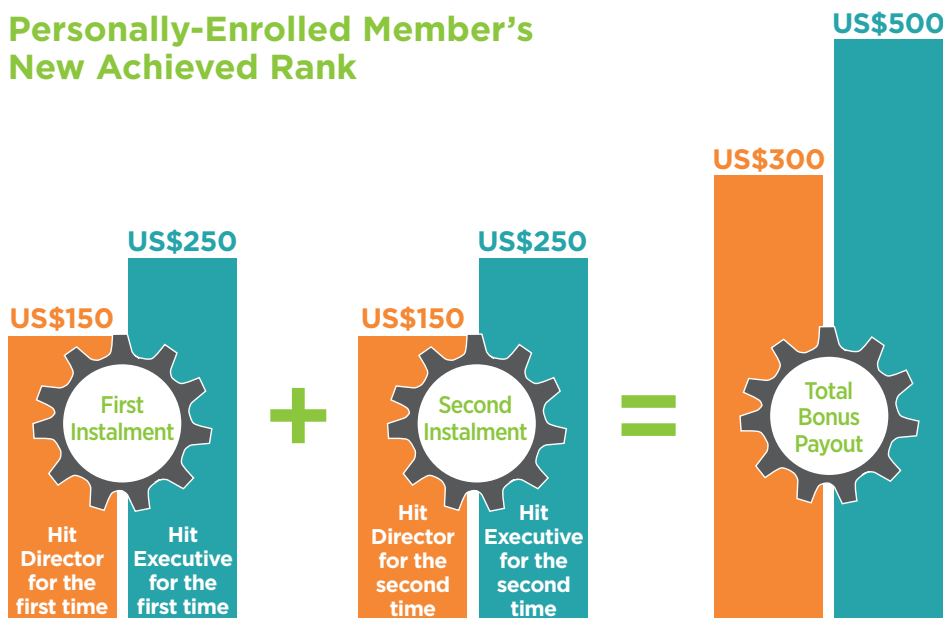 Personally-Enrolled Member's
New Achieved Rank
US$150
US$250
First
Instalment
Hit
Director
for the
first time
Hit
Executive
for the
first time
+
US$150
US$250
Second
Instalment
Hit
Director
for the
second
time
Hit
Executive
for the
second
time
=
US$300
US$500
Total
Bonus
Payout